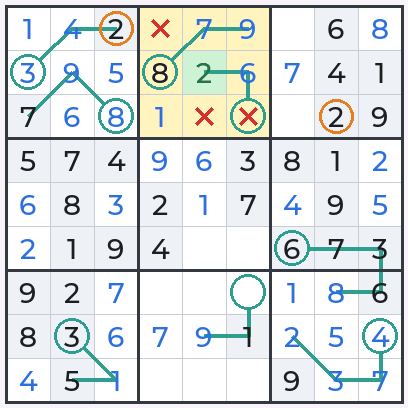 1 4 2 × 7 9 6 8
3 9 5 8 2 6 7 4 1
7 6 8 1 × × 2 9
5 7 4 9 6 3 8 1 2
6 8 3 2 1 7 4 9 5
2 1 9 4 6 7 3
9 2 7 1 8 6
8 3 6 7 9 1 2 5 4
4 5 1 9 3 7